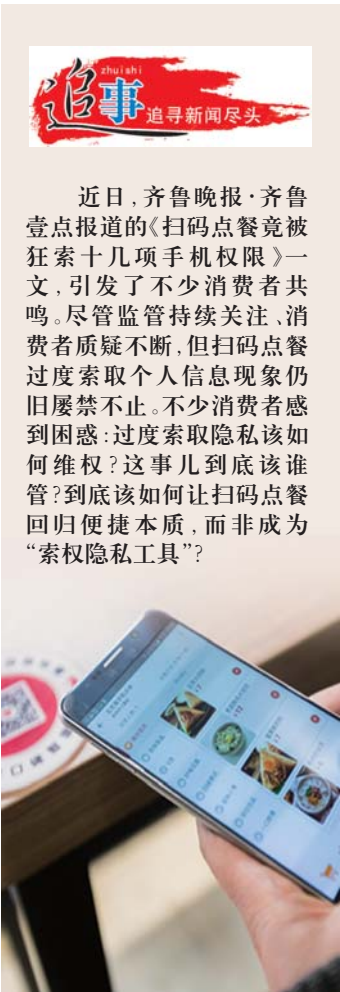 zhuishi
追事 追寻新闻尽头
近日,齐鲁晚报·齐鲁
壹点报道的《扫码点餐竟被
狂索十几项手机权限》一
文,引发了不少消费者共
鸣。尽管监管持续关注、消
费者质疑不断,但扫码点餐
过度索取个人信息现象仍
旧屡禁不止。不少消费者感
到困惑:过度索取隐私该如
何维权?这事儿到底该谁
管?到底该如何让扫码点餐
回归便捷本质,而非成为
“索权隐私工具”?